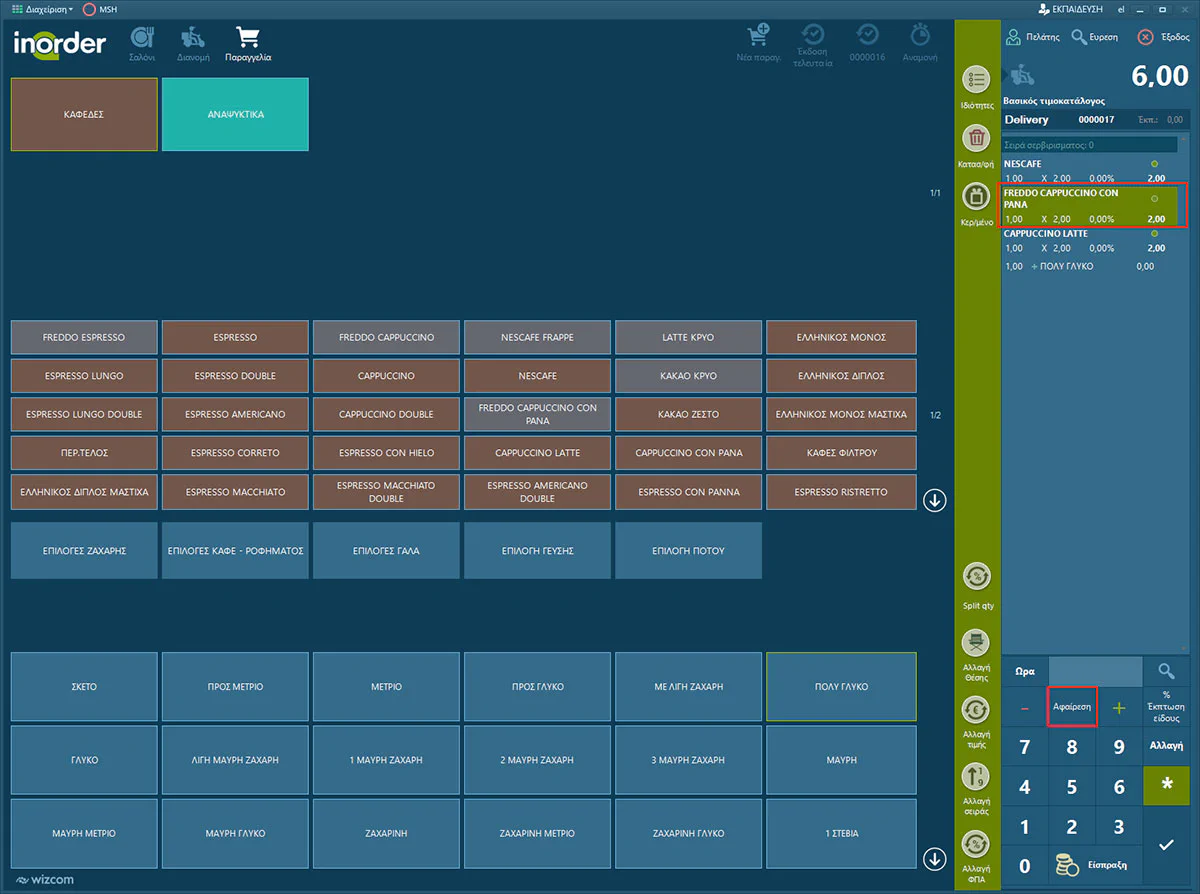 Διαχείριση
MSH
ΕΚΠΑΙΔΕΥΣΗ
el
inorder
Σαλόνι
Διανομή
Παραγγελία
Νέα παραγ.
Έκδοση
τελευταία
0000016
Αναμονή
ΚΑΦΕΔΕΣ
ΑΝΑΨΥΚΤΙΚΑ
1/1
FREDDO ESPRESSO
ESPRESSO
FREDDO CAPPUCCINO
NESCAFE FRAPPE
LATTE ΚΡΥΟ
ΕΛΛΗΝΙΚΟΣ ΜΟΝΟΣ
ESPRESSO LUNGO
ESPRESSO DOUBLE
CAPPUCCINO
NESCAFE
ΚΑΚΑΟ ΚΡΥΟ
ΕΛΛΗΝΙΚΟΣ ΔΙΠΛΟΣ
ESPRESSO LUNGO DOUBLE
ESPRESSO AMERICANO
CAPPUCCINO DOUBLE
FREDDO CAPPUCCINO CON
PANA
ΚΑΚΑΟ ΖΕΣΤΟ
ΕΛΛΗΝΙΚΟΣ ΜΟΝΟΣ ΜΑΣΤΙΧΑ
1/2
ΠΕΡ.ΤΕΛΟΣ
ESPRESSO CORETO
ESPRESSO CON HIELO
CAPPUCCINO LATTE
CAPPUCCINO CON PANA
ΚΑΦΕΣ ΦΙΛΤΡΟΥ
ΕΛΛΗΝΙΚΟΣ ΔΙΠΛΟΣ ΜΑΣΤΙΧΑ
ESPRESSO MACCHIATO
ESPRESSO MACCHIATO
DOUBLE
ESPRESSO AMERICANO
DOUBLE
ESPRESSO CON PANNA
ESPRESSO RISTRETTO
ΕΠΙΛΟΓΕΣ ΖΑΧΑΡΗΣ
ΕΠΙΛΟΓΕΣ ΚΑΦΕ - ΡΟΦΗΜΑΤΟΣ
ΕΠΙΛΟΓΕΣ ΓΑΛΑ
ΕΠΙΛΟΓΗ ΓΕΥΣΗΣ
ΕΠΙΛΟΓΗ ΠΟΤΟΥ
ΣΚΕΤΟ
ΠΡΟΣ ΜΕΤΡΙΟ
ΜΕΤΡΙΟ
ΠΡΟΣ ΓΛΥΚΟ
ΜΕ ΛΙΓΗ ΖΑΧΑΡΗ
ΠΟΛΥ ΓΛΥΚΟ
ΓΛΥΚΟ
ΛΙΓΗ ΜΑΥΡΗ ΖΑΧΑΡΗ
1 ΜΑΥΡΗ ΖΑΧΑΡΗ
2 ΜΑΥΡΗ ΖΑΧΑΡΗ
3 ΜΑΥΡΗ ΖΑΧΑΡΗ
ΜΑΥΡΗ
ΜΑΥΡΗ ΜΕΤΡΙΟ
ΜΑΥΡΗ ΓΛΥΚΟ
ΖΑΧΑΡΙΝΗ
ΖΑΧΑΡΙΝΗ ΜΕΤΡΙΟ
ΖΑΧΑΡΙΝΗ ΓΛΥΚΟ
1 ΣΤΕΒΙΑ
wizcom
Ιδιότητες
Κατασ/φή
Κερ/μένο
Split qty
Αλλαγή
Θέσης
Αλλαγή
τιμής
Αλλαγή
σειράς
Αλλαγή
ΦΠΑ
Πελάτης
Ευρεση
Έξοδος
6,00
Βασικός τιμοκατάλογος
Delivery 0000017 Έκπ.: 0,00
Σειρά σερβιρισματος: 0
NESCAFE
1,00 X 2,00 0,00% 2,00
FREDDO CAPPUCCINO CON
PANA
1,00 X 2,00 0,00% 2,00
CAPPUCCINO LATTE
1,00 X 2,00 0,00% 2,00
1,00 + ΠΟΛΥ ΓΛΥΚΟ 0,00
Ωρα
− Αφαίρεση +
%
Έκπτωση
είδους
7 8 9 Αλλαγή
4 5 6 *
1 2 3
0 Είσπραξη